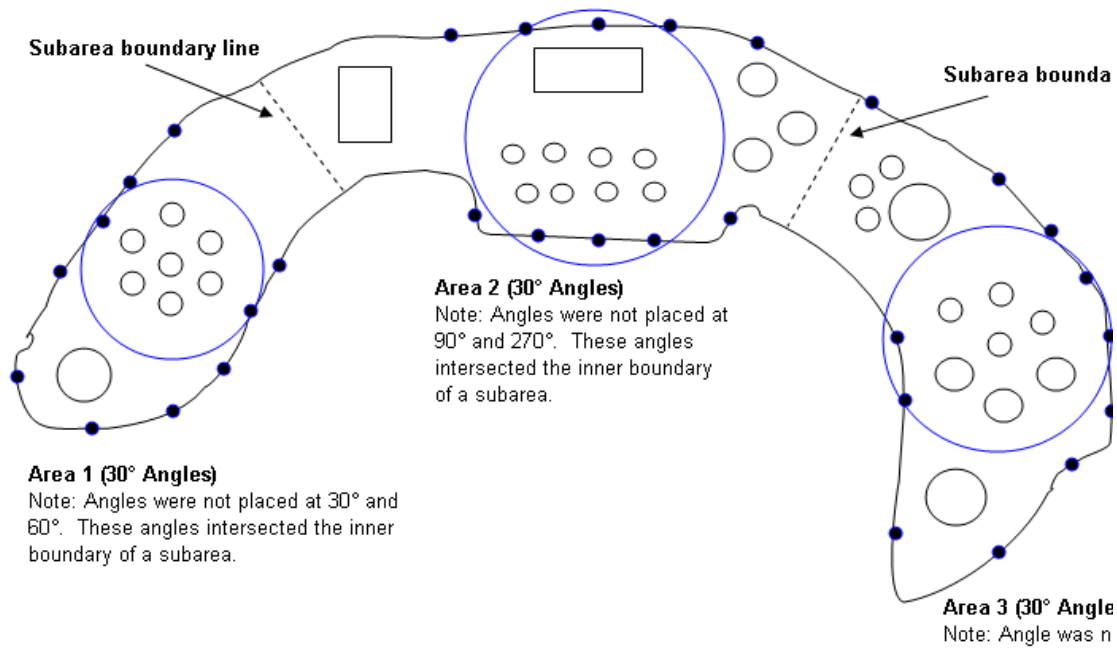 Subarea boundary line
Subarea bounda
Area 2 (30° Angles)
Note: Angles were not placed at
90° and 270°.  These angles
intersected the inner boundary
of a subarea.
Area 1 (30° Angles)
Note: Angles were not placed at 30° and
60°.  These angles intersected the inner
boundary of a subarea.
Area 3 (30° Angle
Note: Angle was n